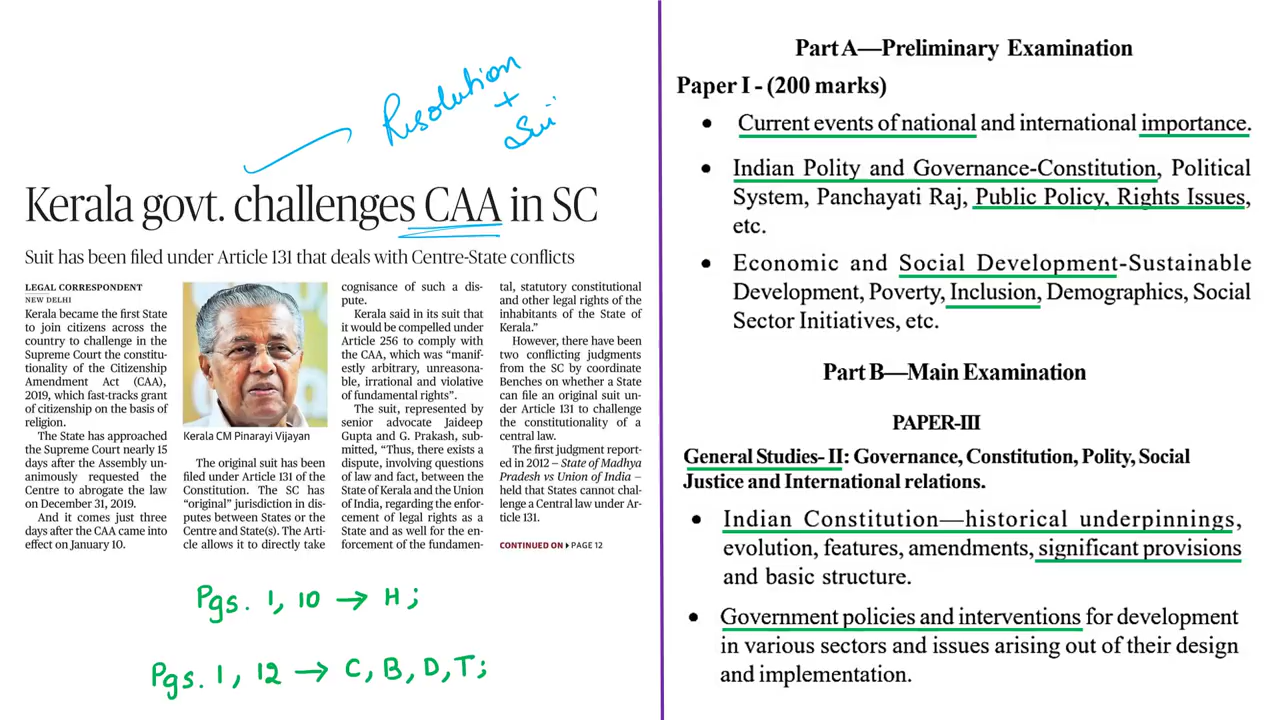 Resolution
+
Sui
Kerala govt. challenges CAA in SC
Suit has been filed under Article 131 that deals with Centre-State conflicts
LEGAL CORRESPONDENT
NEW DELHI
Kerala became the first State
to join citizens across the
country to challenge in the
Supreme Court the constitu-
tionality of the Citizenship
Amendment Act (CAA),
2019, which fast-tracks grant
of citizenship on the basis of
religion.
The State has approached
the Supreme Court nearly 15
days after the Assembly un-
animously requested the
Centre to abrogate the law
on December 31, 2019.
And it comes just three
days after the CAA came into
effect on January 10.
Kerala CM Pinarayi Vijayan
The original suit has been
filed under Article 131 of the
Constitution. The SC has
"original" jurisdiction in dis-
putes between States or the
Centre and State(s). The Arti-
cle allows it to directly take
cognisance of such a dis-
pute.
Kerala said in its suit that
it would be compelled under
Article 256 to comply with
the CAA, which was "manif-
estly arbitrary, unreasona-
ble, irrational and violative
of fundamental rights".
The suit, represented by
senior advocate Jaideep
Gupta and G. Prakash, sub-
mitted, "Thus, there exists a
dispute, involving questions
of law and fact, between the
State of Kerala and the Union
of India, regarding the enfor-
cement of legal rights as a
State and as well for the en-
forcement of the fundamen-
tal, statutory constitutional
and other legal rights of the
inhabitants of the State of
Kerala."
However, there have been
two conflicting judgments
from the SC by coordinate
Benches on whether a State
can file an original suit un-
der Article 131 to challenge
the constitutionality of a
central law.
The first judgment report-
ed in 2012 – State of Madhya
Pradesh vs Union of India –
held that States cannot chal-
lenge a Central law under Ar-
ticle 131.
CONTINUED ON ▶ PAGE 12
Pgs. 1, 10 → H;
Pgs. 1, 12 → C, B, D, T;
Part A—Preliminary Examination
Paper I - (200 marks)
• Current events of national and international importance.
• Indian Polity and Governance-Constitution, Political
System, Panchayati Raj, Public Policy, Rights Issues,
etc.
• Economic and Social Development-Sustainable
Development, Poverty, Inclusion, Demographics, Social
Sector Initiatives, etc.
Part B—Main Examination
PAPER-III
General Studies- II: Governance, Constitution, Polity, Social
Justice and International relations.
• Indian Constitution—historical underpinnings,
evolution, features, amendments, significant provisions
and basic structure.
• Government policies and interventions for development
in various sectors and issues arising out of their design
and implementation.